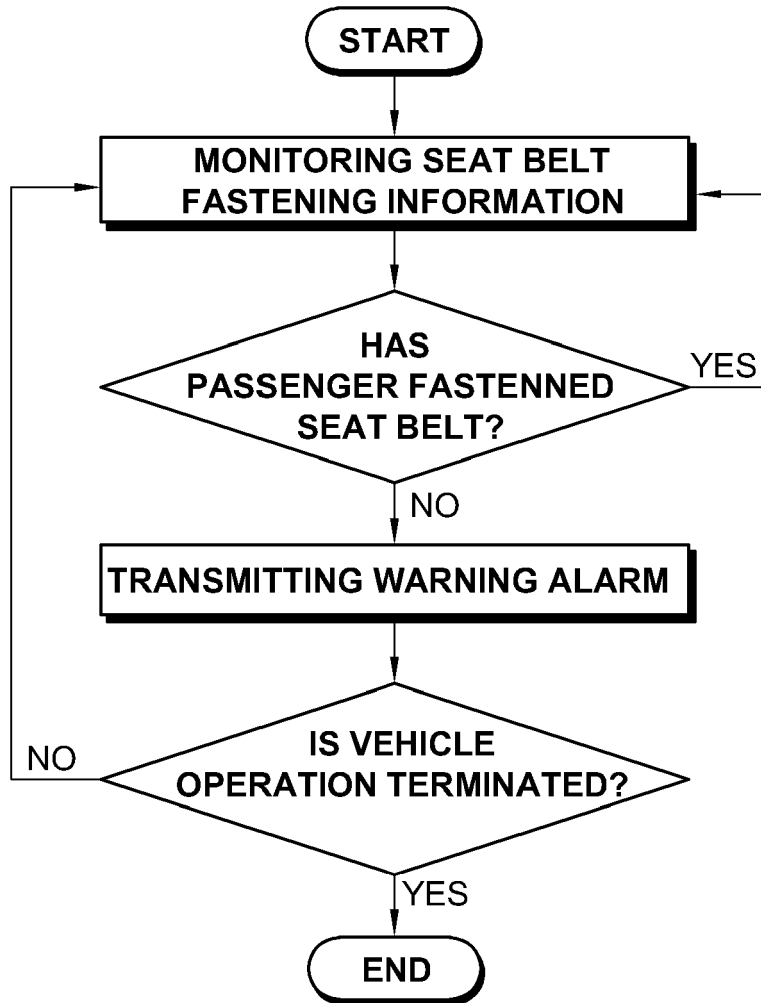 START
MONITORING SEAT BELT
FASTENING INFORMATION
HAS
PASSENGER FASTENNED
SEAT BELT?
YES
NO
TRANSMITTING WARNING ALARM
IS VEHICLE
OPERATION TERMINATED?
NO
YES
END